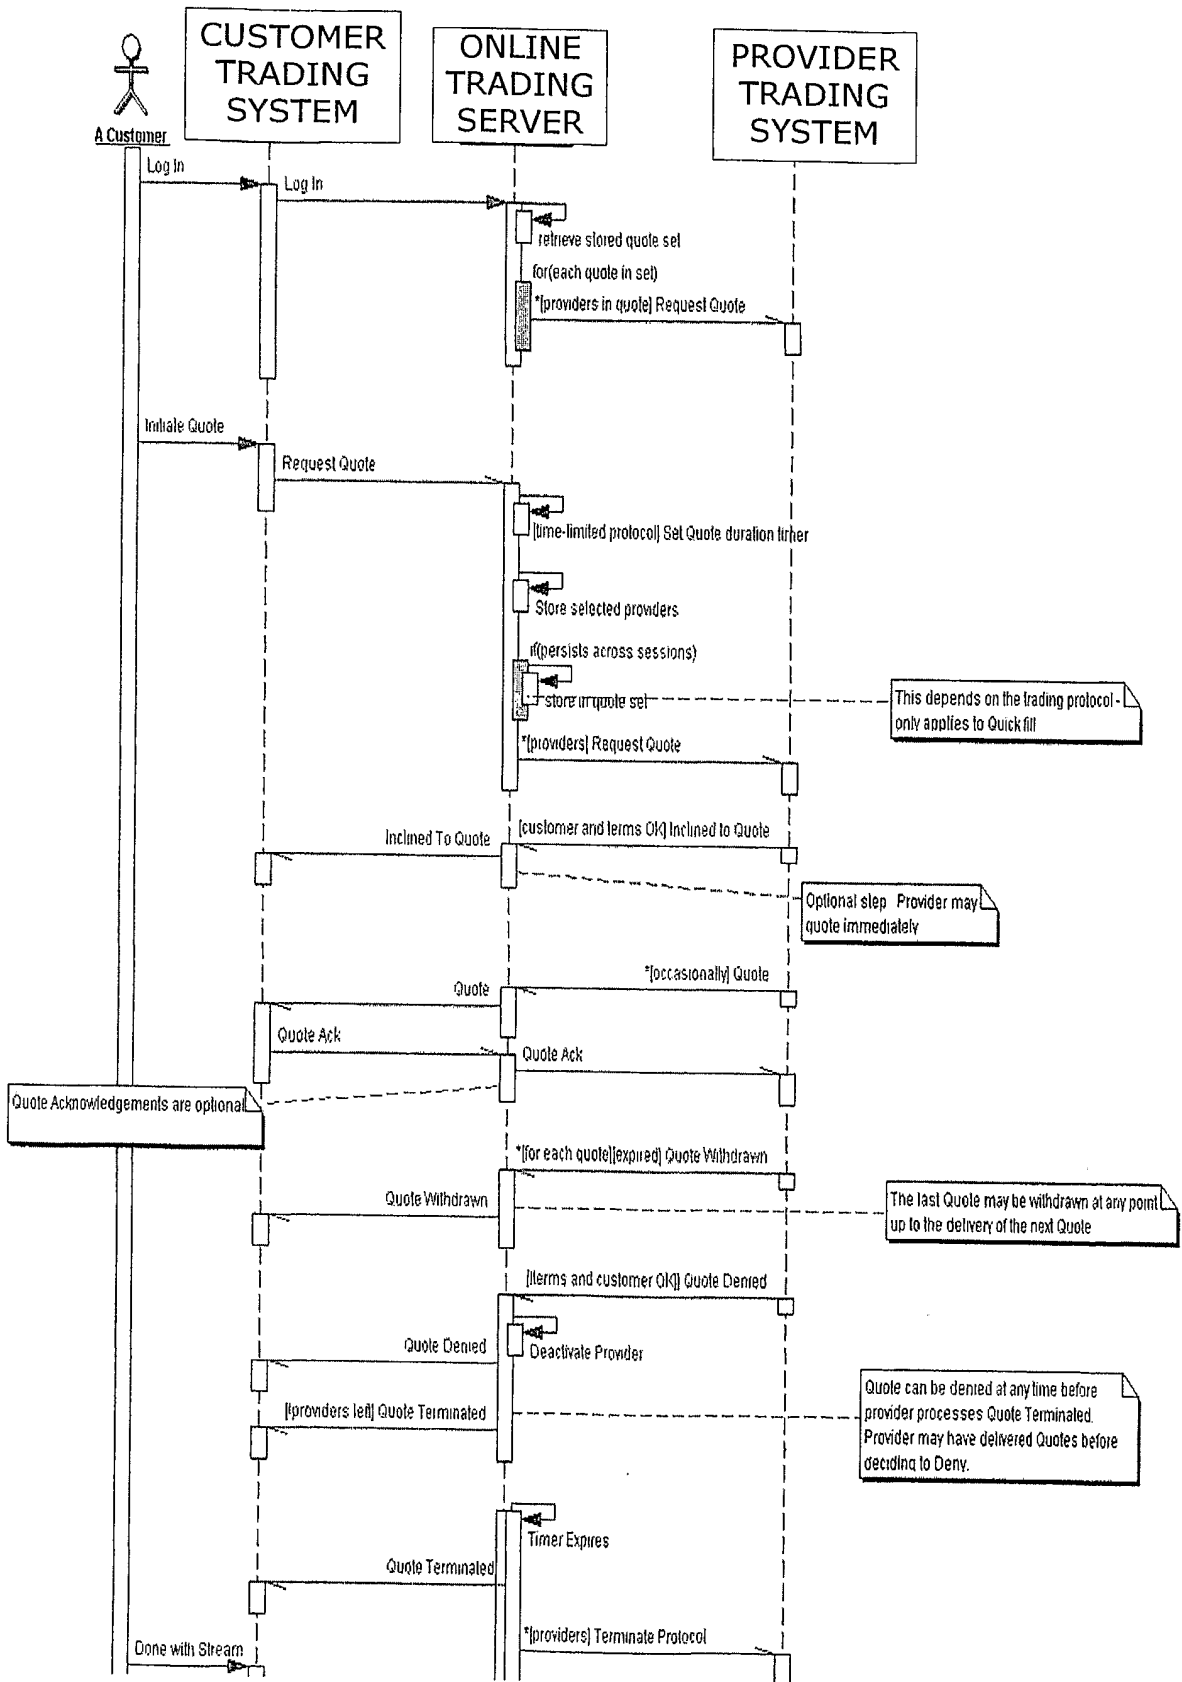 CUSTOMER
TRADING
SYSTEM
ONLINE
TRADING
SERVER
PROVIDER
TRADING
SYSTEM
A Customer
Log In
Log In
retrieve stored quote set
for(each quote in set)
*[providers in quote] Request Quote
Initiate Quote
Request Quote
[time-limited protocol] Set Quote duration timer
Store selected providers
if(persists across sessions)
store in quote set
This depends on the trading protocol -
only applies to Quick fill
*[providers] Request Quote
Inclined To Quote
[customer and terms OK] Inclined to Quote
Optional step Provider may
quote immediately
*[occasionally] Quote
Quote
Quote Ack
Quote Ack
Quote Acknowledgements are optional
*[for each quote][expired] Quote Withdrawn
Quote Withdrawn
The last Quote may be withdrawn at any point
up to the delivery of the next Quote
[!terms and customer OK]] Quote Denied
Deactivate Provider
Quote Denied
[!providers left] Quote Terminated
Quote can be denied at any time before
provider processes Quote Terminated.
Provider may have delivered Quotes before
deciding to Deny.
Timer Expires
Quote Terminated
*[providers] Terminate Protocol
Done with Stream